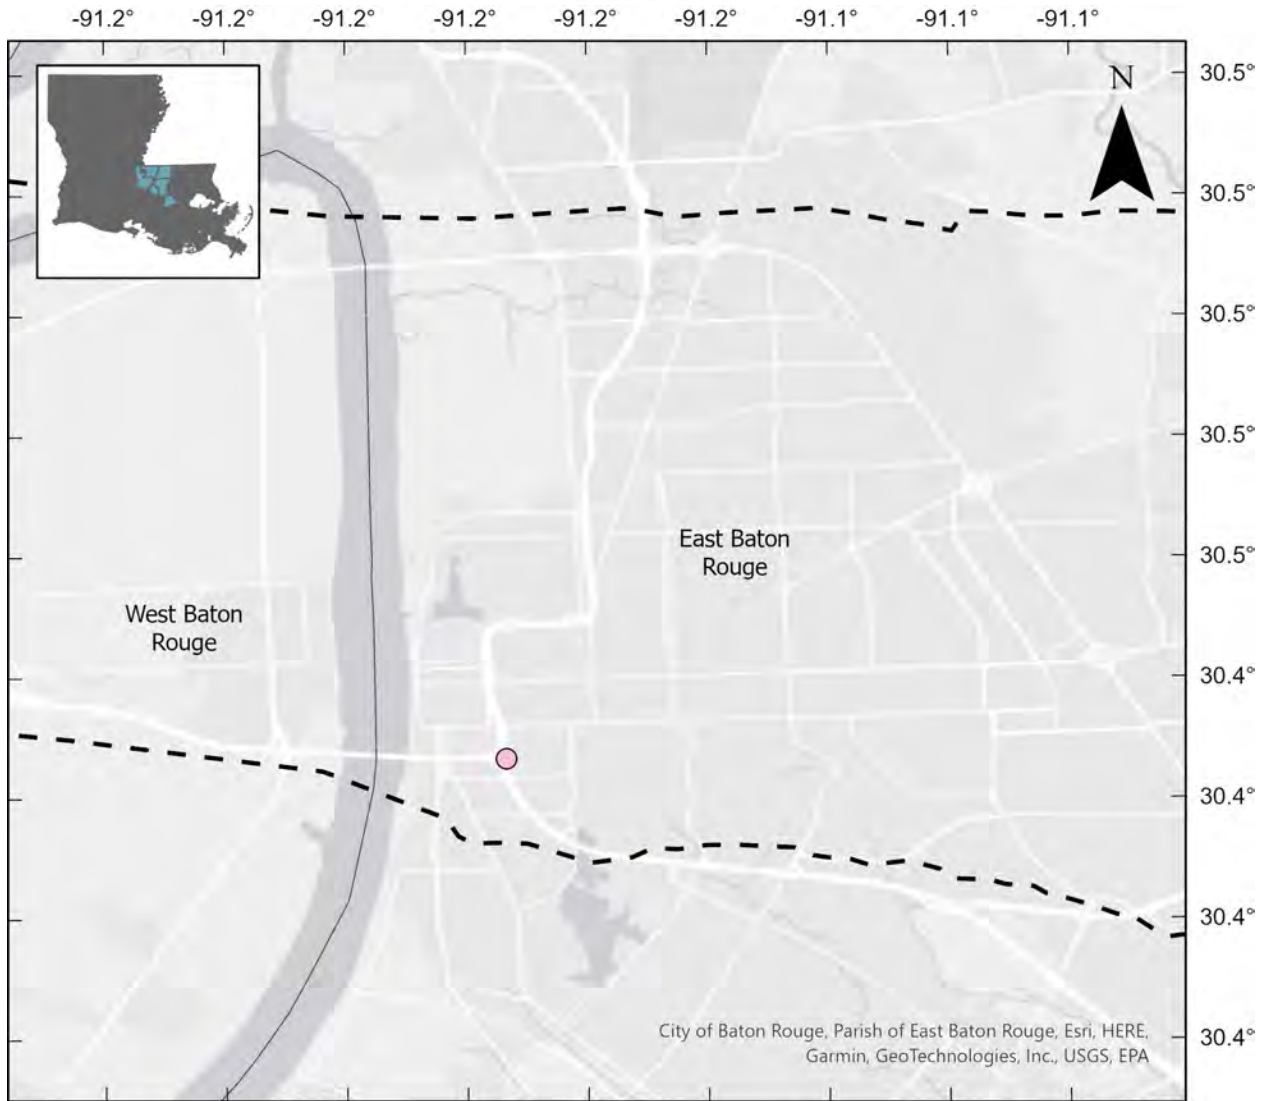 -91.2° -91.2° -91.2° -91.2° -91.2° -91.2° -91.1° -91.1° -91.1°
N
30.5°
30.5°
30.5°
30.5°
30.5°
30.4°
30.4°
30.4°
30.4°
East Baton
Rouge
West Baton
Rouge
City of Baton Rouge, Parish of East Baton Rouge, Esri, HERE,
Garmin, GeoTechnologies, Inc., USGS, EPA